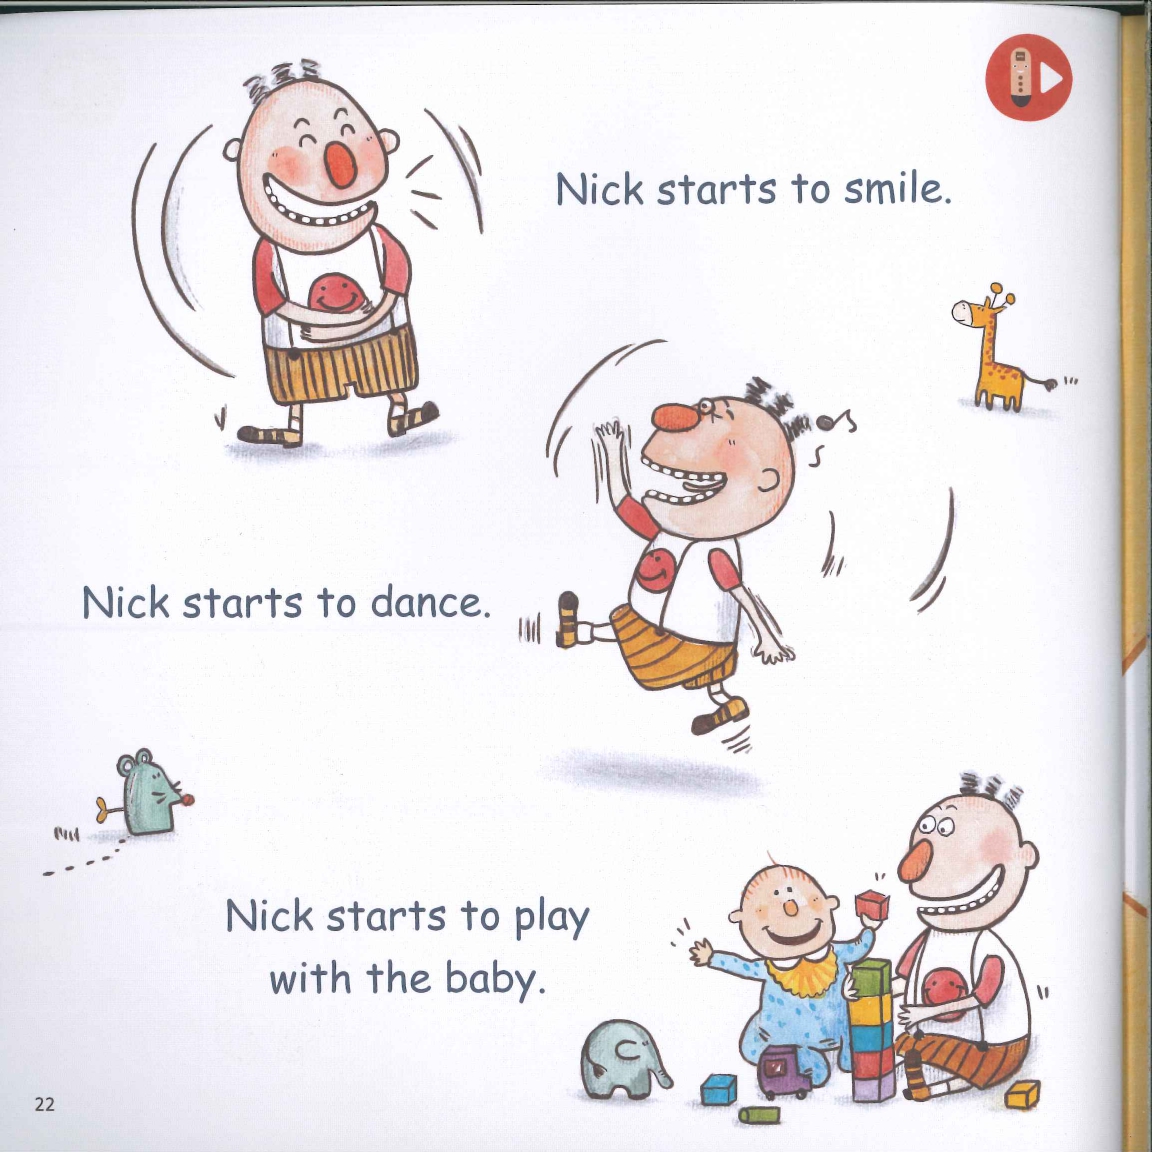 Nick starts to smile.
Nick starts to dance.
Nick starts to play
with the baby.
22